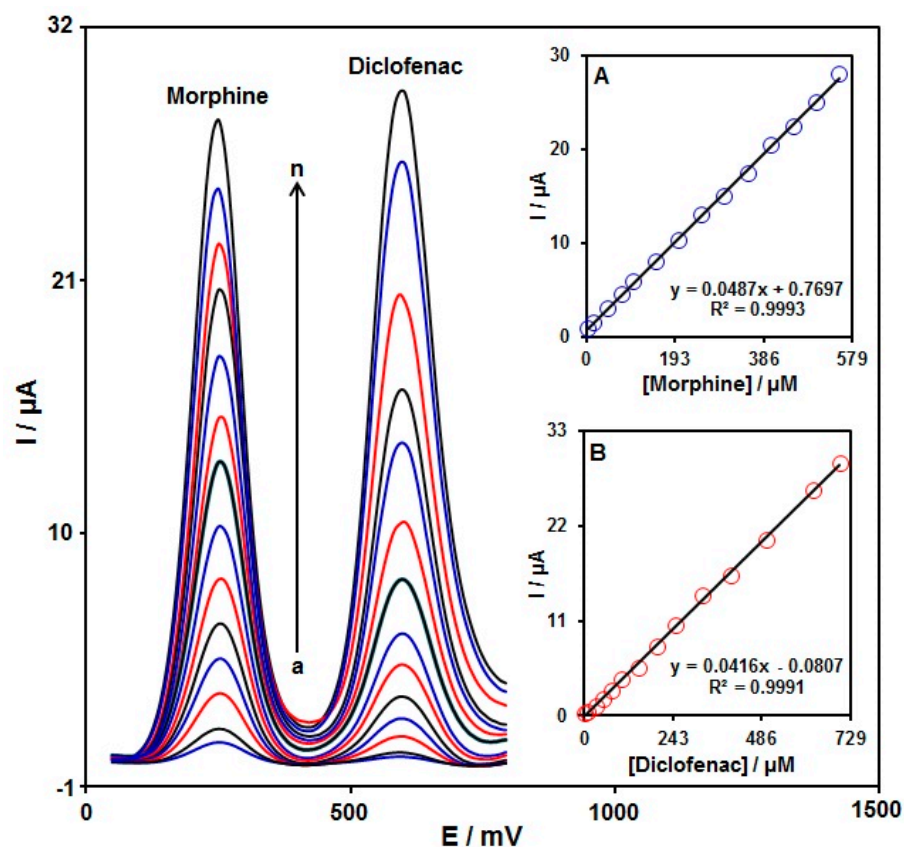 32
21
10
-1
I / µA
0
500
1000
1500
E / mV
Morphine
Diclofenac
n
a
A
30
20
10
0
I / µA
y = 0.0487x + 0.7697
R² = 0.9993
0
193
386
579
[Morphine] / µM
B
33
22
11
0
I / µA
y = 0.0416x - 0.0807
R² = 0.9991
0
243
486
729
[Diclofenac] / µM